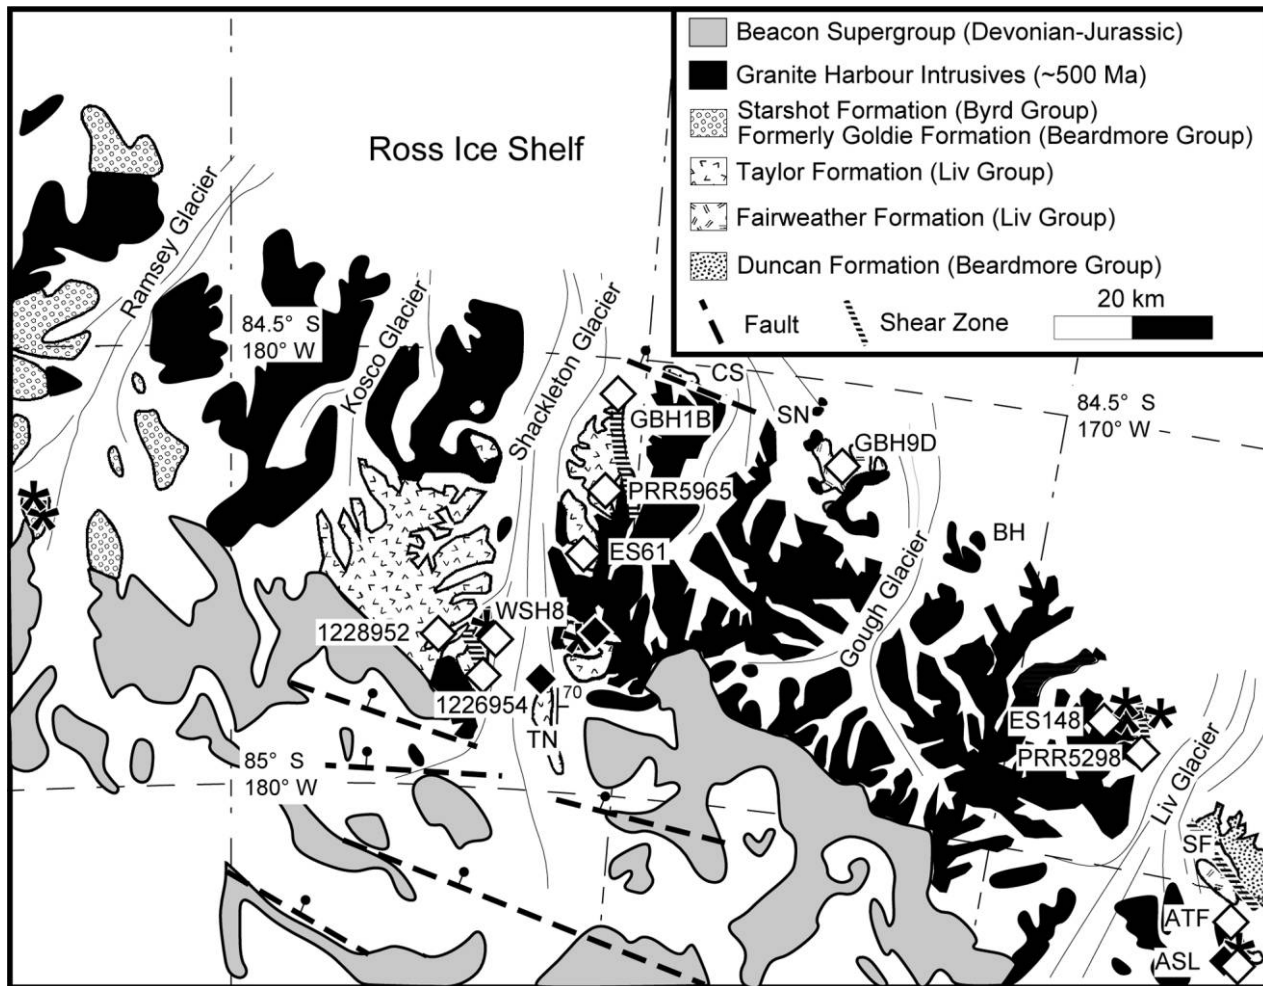 Beacon Supergroup (Devonian-Jurassic)
Granite Harbour Intrusives (~500 Ma)
Starshot Formation (Byrd Group)
Formerly Goldie Formation (Beardmore Group)
Taylor Formation (Liv Group)
Fairweather Formation (Liv Group)
Duncan Formation (Beardmore Group)
20 km
Fault
Shear Zone
Ross Ice Shelf
Ramsey Glacier
84.5° S
180° W
Kosco Glacier
Shackleton Glacier
CS
GBH1B
SN
84.5° S
170° W
GBH9D
PRR5965
ES61
BH
Gough Glacier
WSH8
1228952
1226954
70
TN
ES148
PRR5298
Liv Glacier
85° S
180° W
SF
ATF
ASL